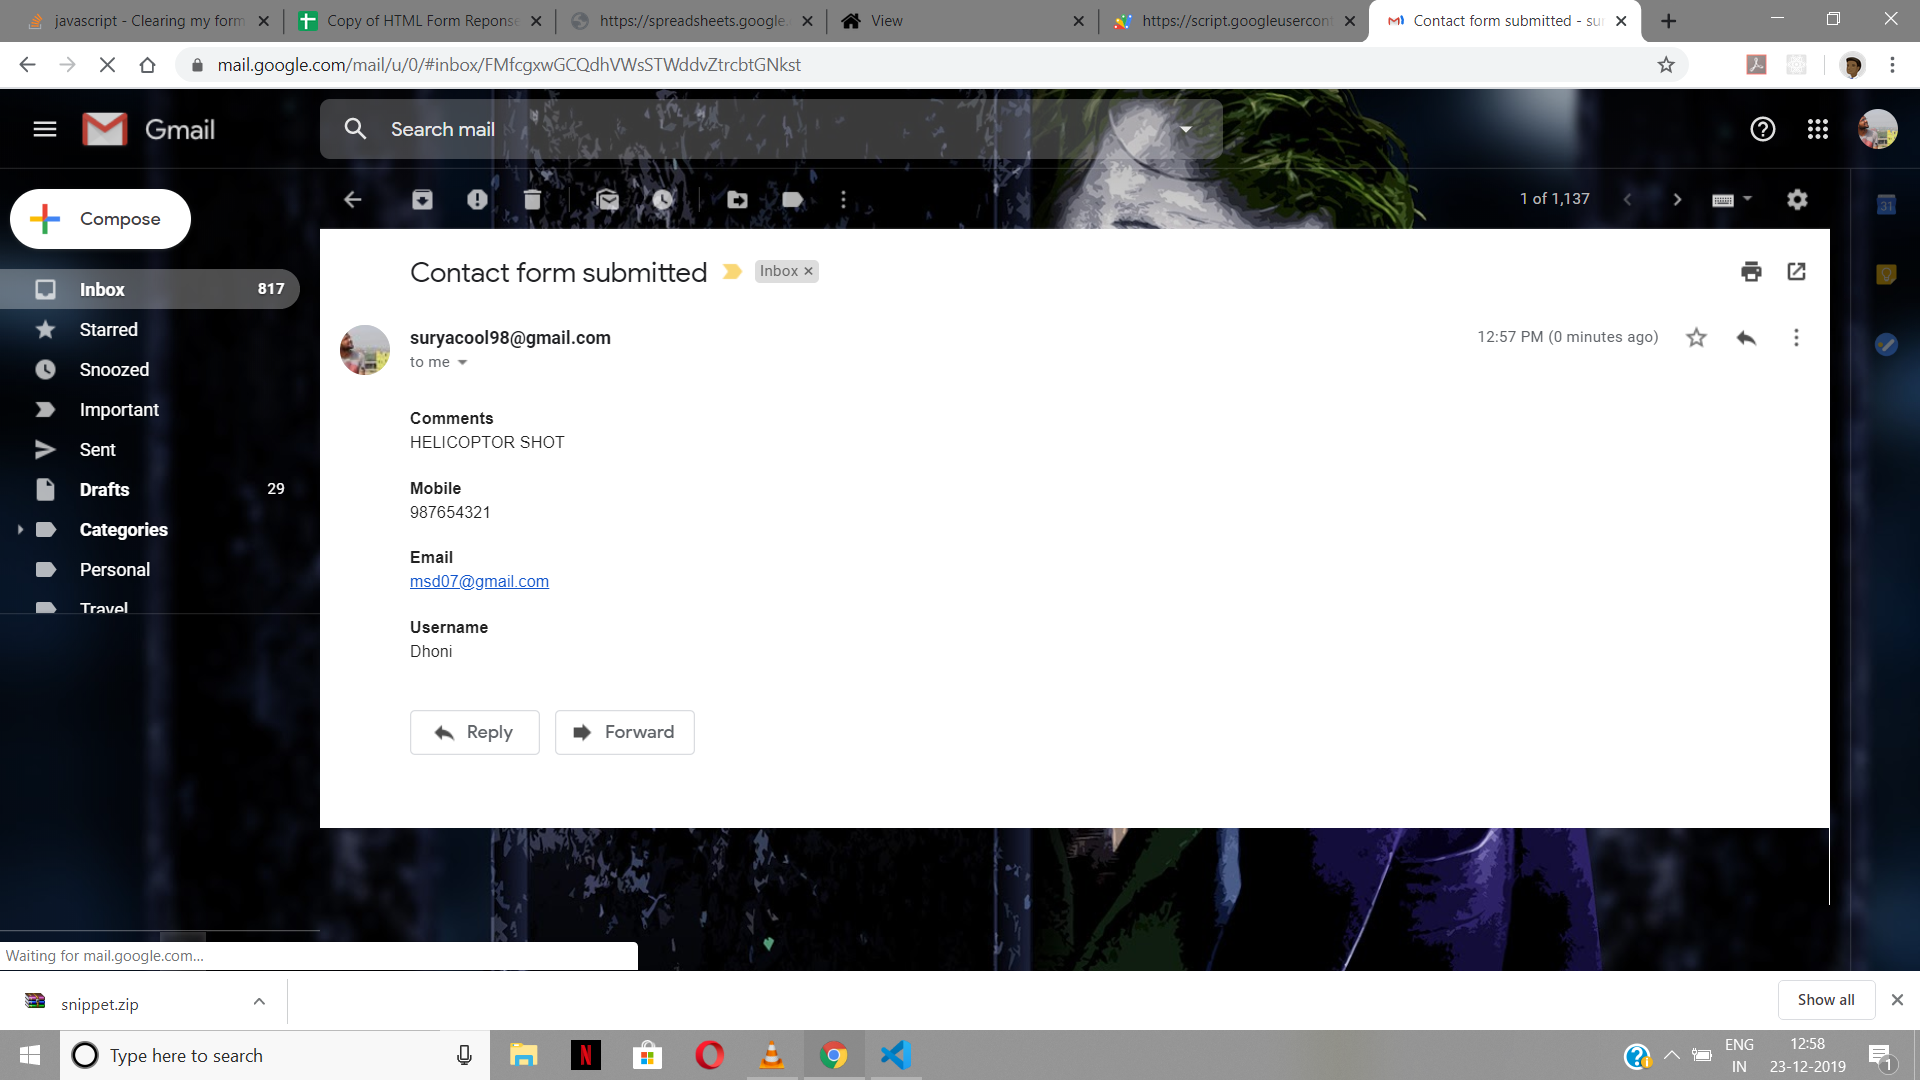 javascript - Clearing my form
Copy of HTML Form Reponse
https://spreadsheets.google.
View
https://script.googleusercont
Contact form submitted - su
mail.google.com/mail/u/0/#inbox/FMfcgxwGCQdhVWsSTWddvZtrcbtGNkst
Gmail
Search mail
Compose
1 of 1,137
31
Inbox 817
Starred
Snoozed
Important
Sent
Drafts 29
Categories
Personal
Travel
Contact form submitted
Inbox ×
suryacool98@gmail.com
12:57 PM (0 minutes ago)
to me
Comments
HELICOPTOR SHOT
Mobile
987654321
Email
msd07@gmail.com
Username
Dhoni
Reply
Forward
Waiting for mail.google.com...
snippet.zip
Show all
Type here to search
N
ENG
IN
12:58
23-12-2019
1